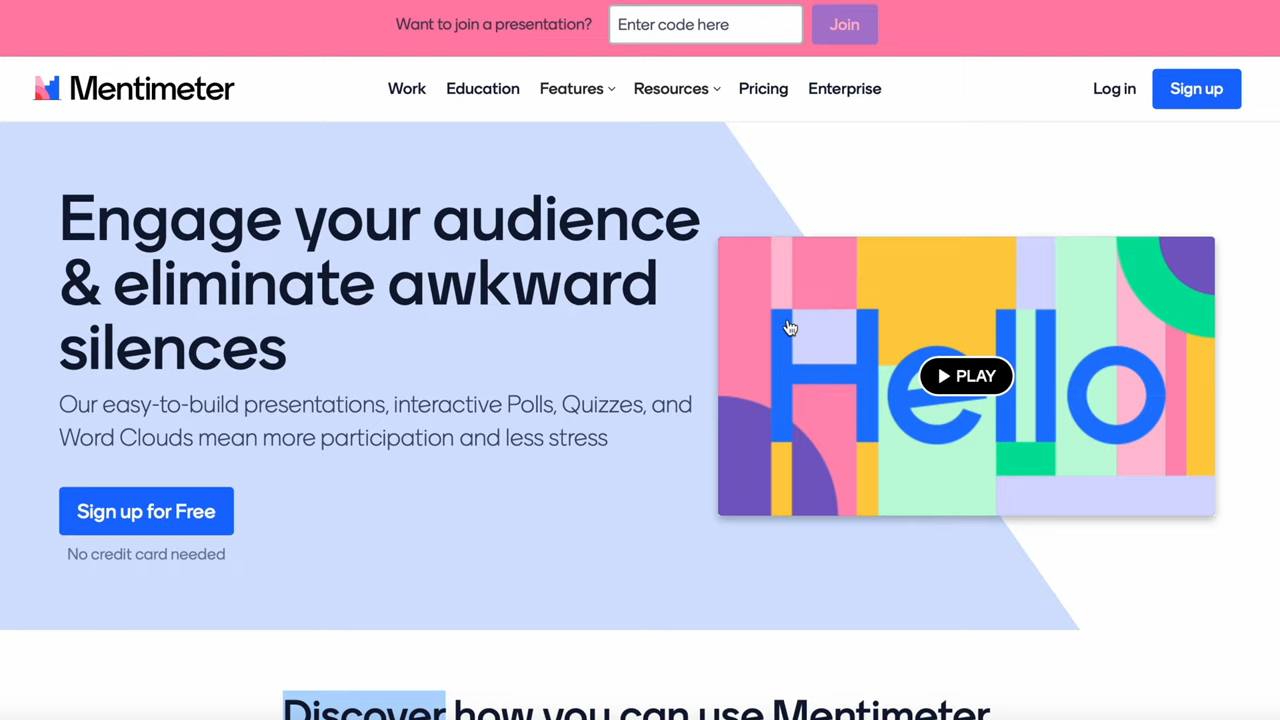 Want to join a presentation? Enter code here Join
Mentimeter Work Education Features Resources Pricing Enterprise Log in Sign up
Engage your audience
& eliminate awkward
silences
Our easy-to-build presentations, interactive Polls, Quizzes, and
Word Clouds mean more participation and less stress
Sign up for Free
No credit card needed
Hello
PLAY
Discover how you can use Mentimeter